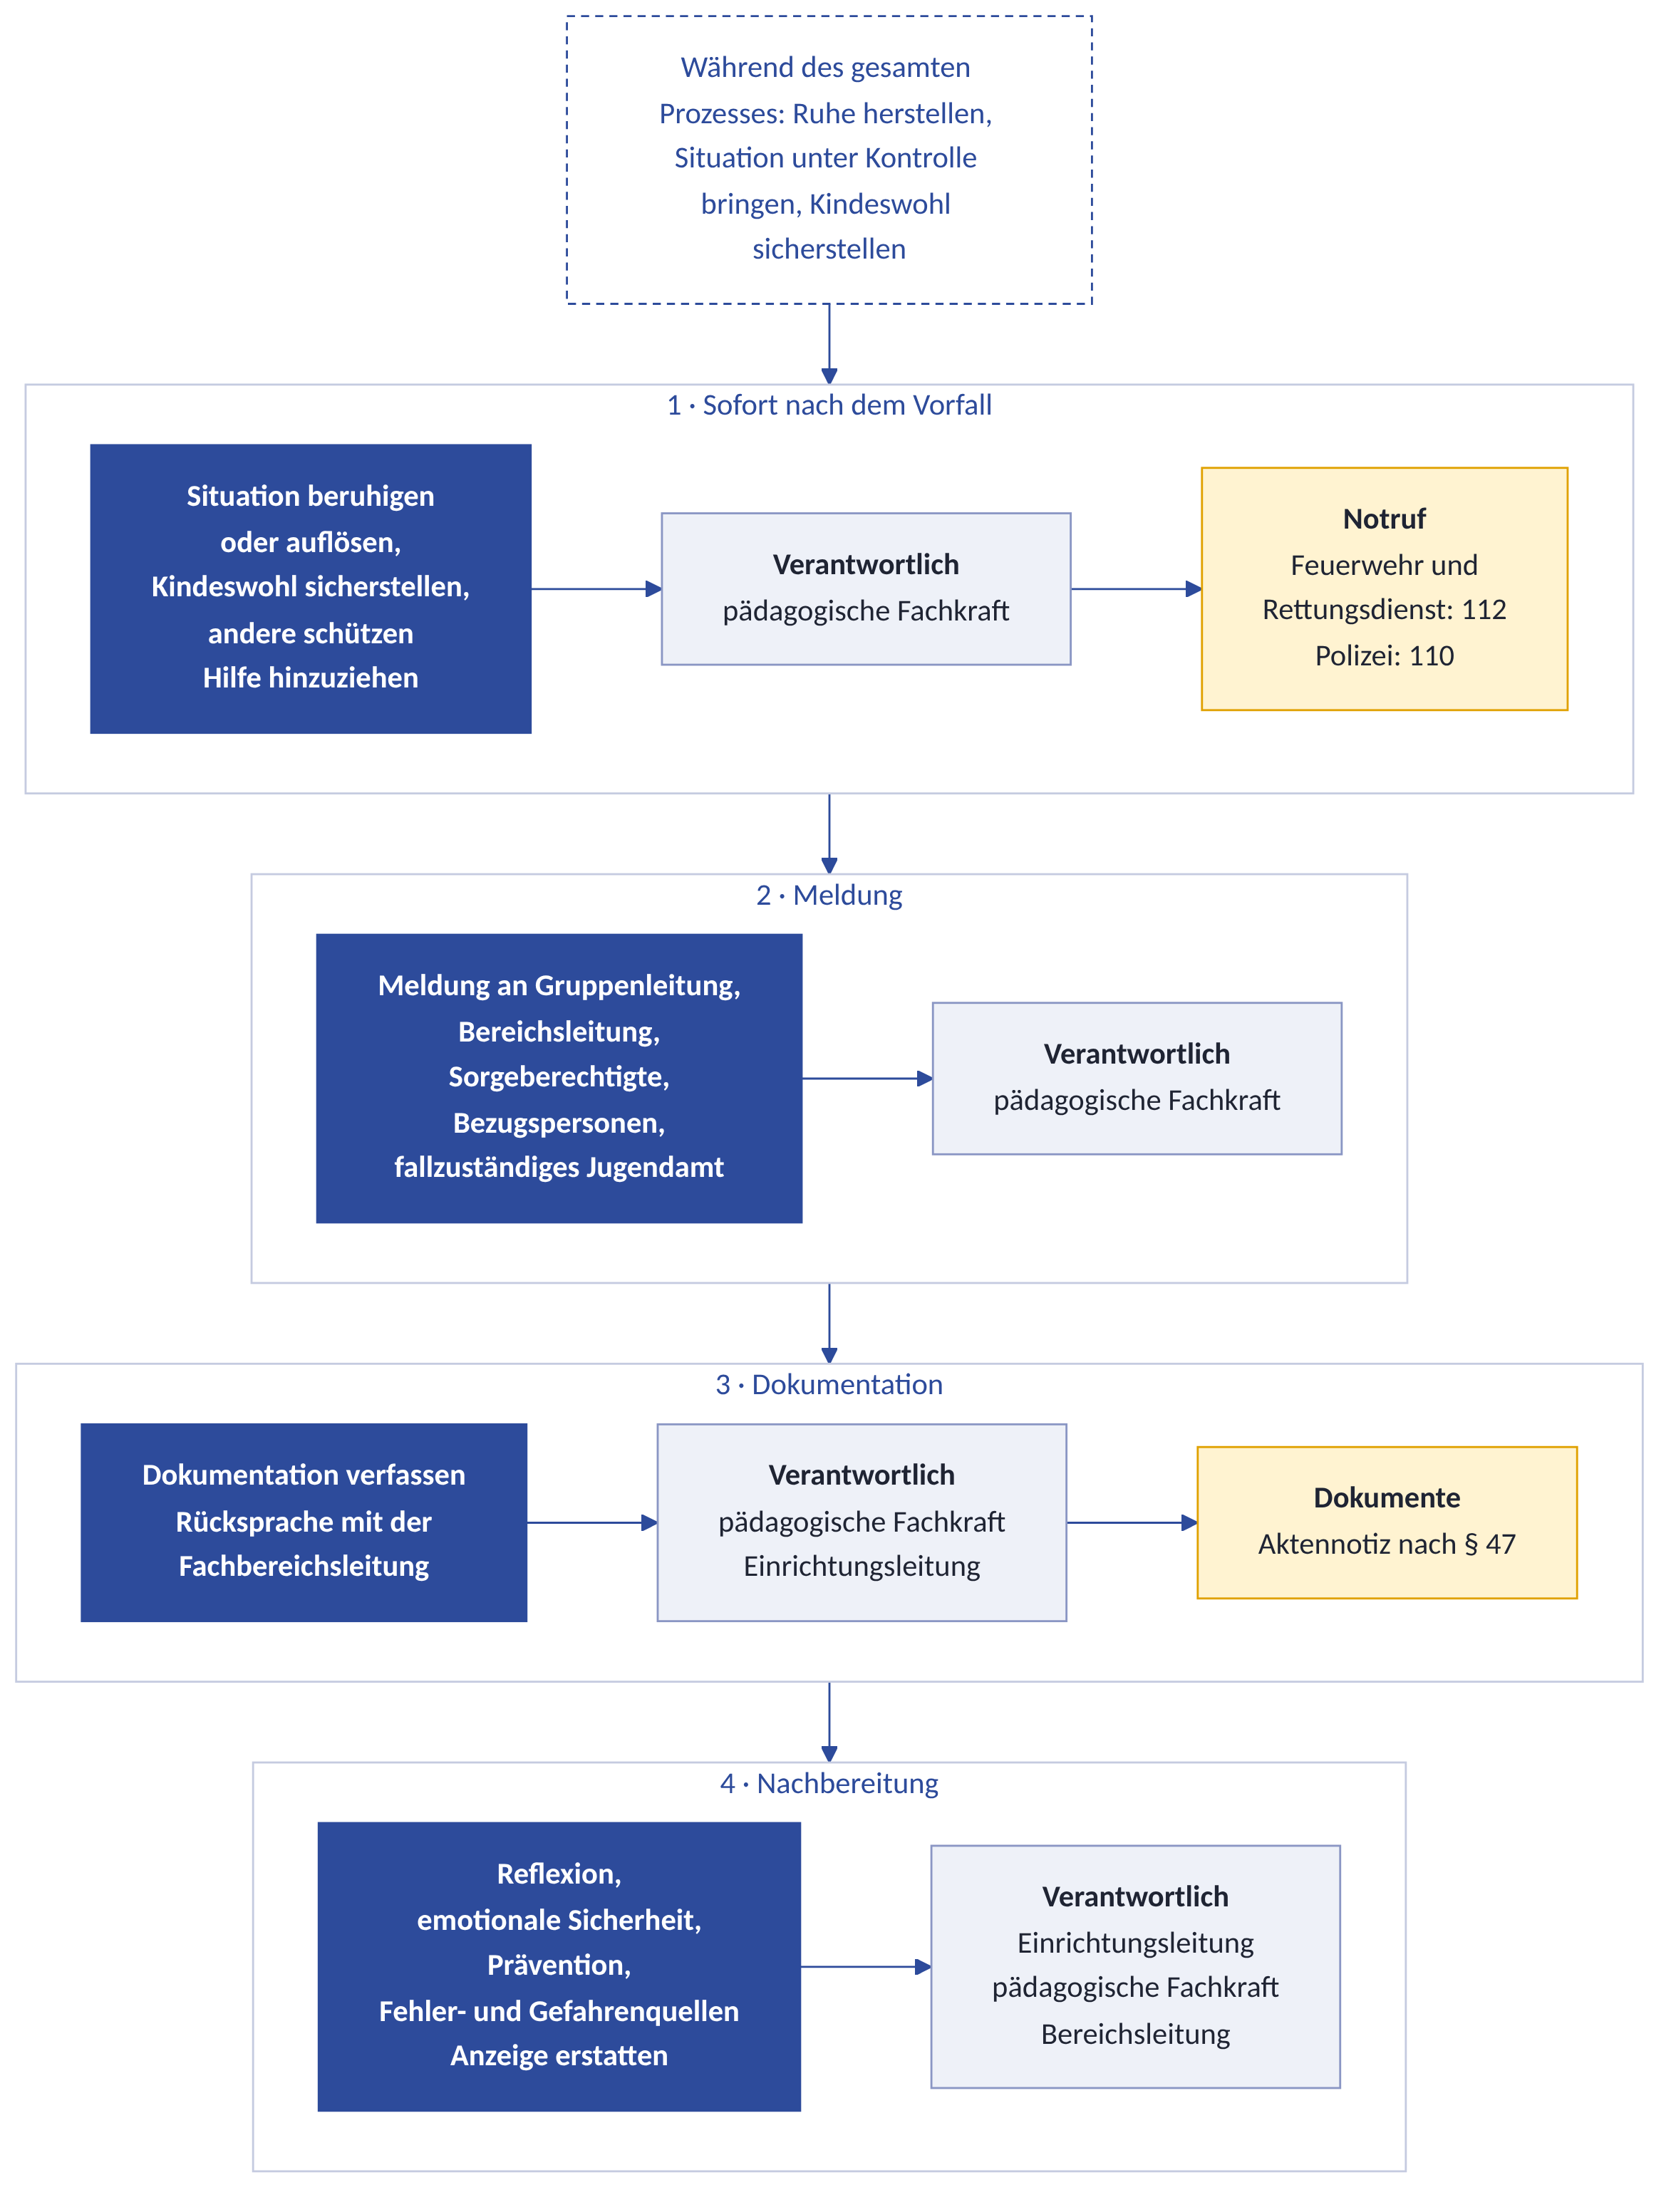 Während des gesamten
Prozesses: Ruhe herstellen,
Situation unter Kontrolle
bringen, Kindeswohl
sicherstellen
1 · Sofort nach dem Vorfall
Situation beruhigen
oder auflösen,
Kindeswohl sicherstellen,
andere schützen
Hilfe hinzuziehen
Verantwortlich
pädagogische Fachkraft
Notruf
Feuerwehr und
Rettungsdienst: 112
Polizei: 110
2 · Meldung
Meldung an Gruppenleitung,
Bereichsleitung,
Sorgeberechtigte,
Bezugspersonen,
fallzuständiges Jugendamt
Verantwortlich
pädagogische Fachkraft
3 · Dokumentation
Dokumentation verfassen
Rücksprache mit der
Fachbereichsleitung
Verantwortlich
pädagogische Fachkraft
Einrichtungsleitung
Dokumente
Aktennotiz nach § 47
4 · Nachbereitung
Reflexion,
emotionale Sicherheit,
Prävention,
Fehler- und Gefahrenquellen
Anzeige erstatten
Verantwortlich
Einrichtungsleitung
pädagogische Fachkraft
Bereichsleitung